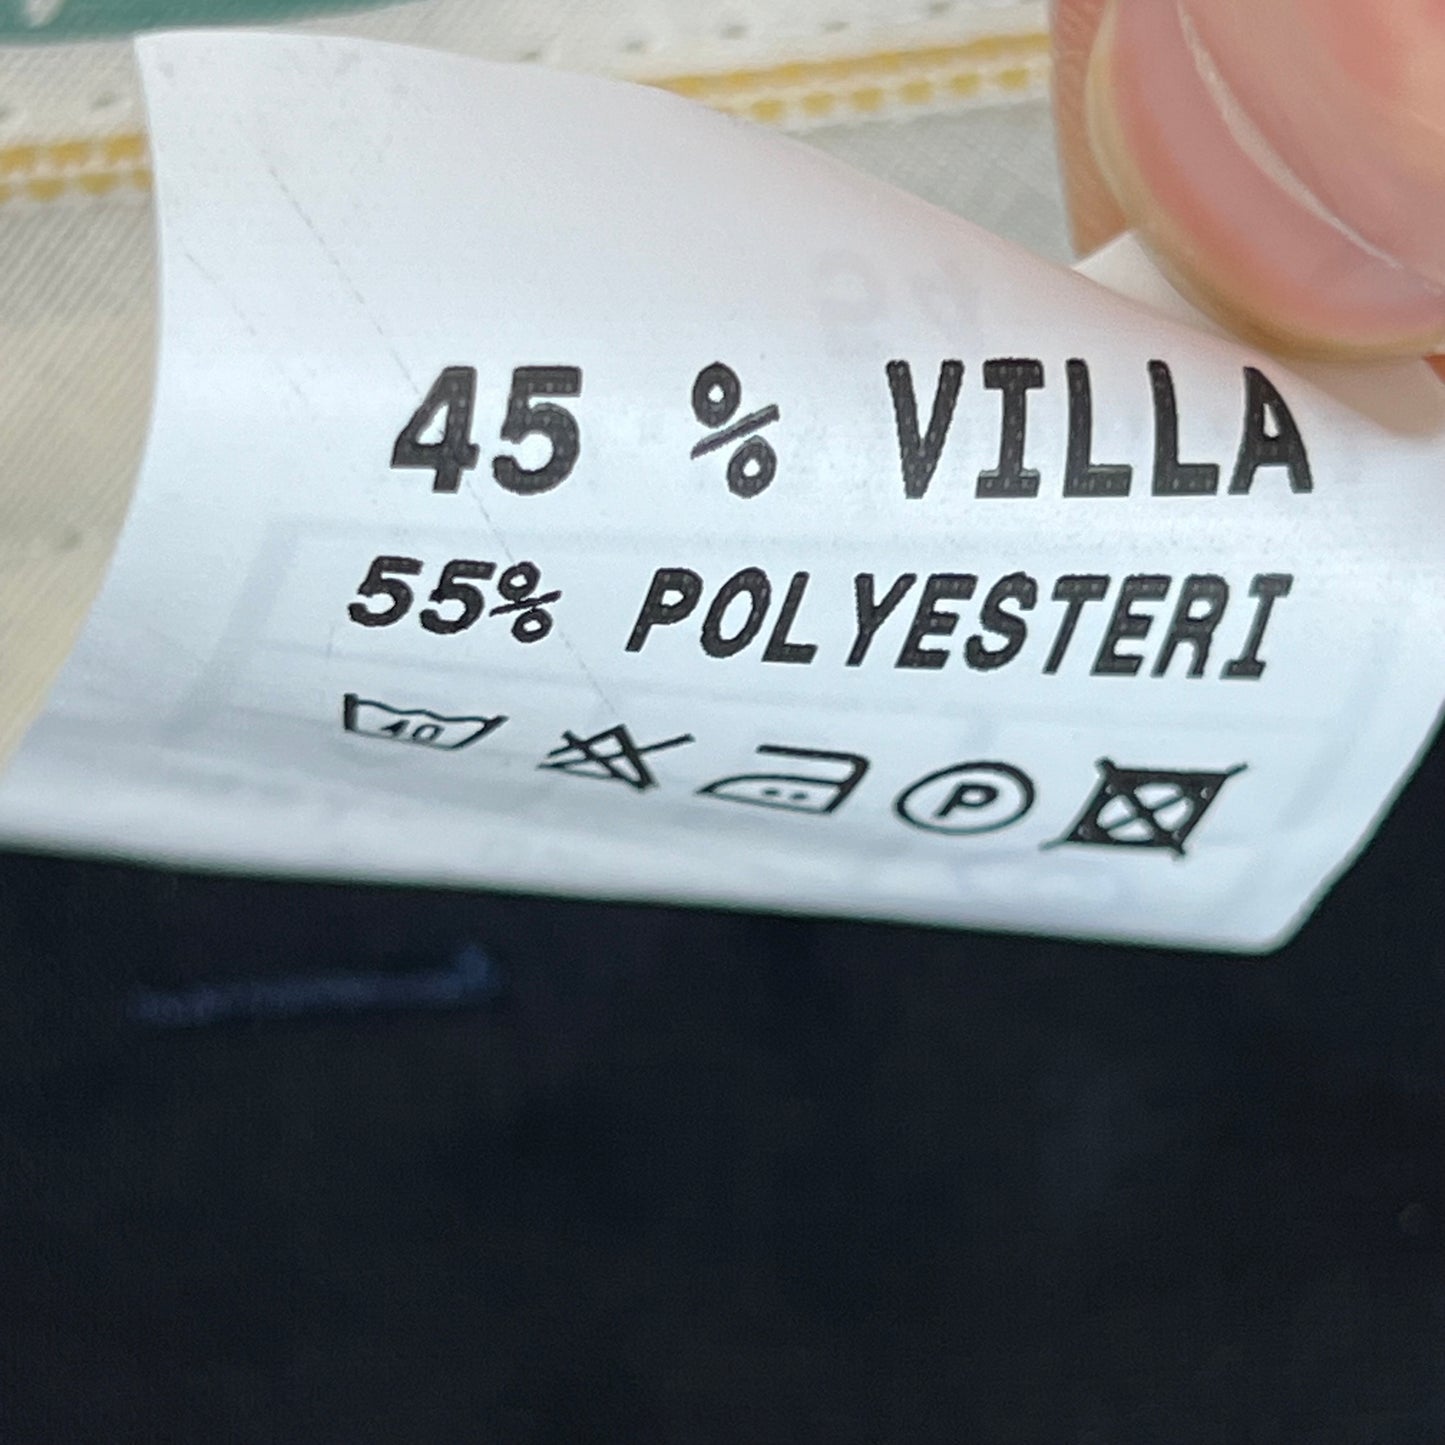 45 % VILLA
55% POLYESTERI
40 P